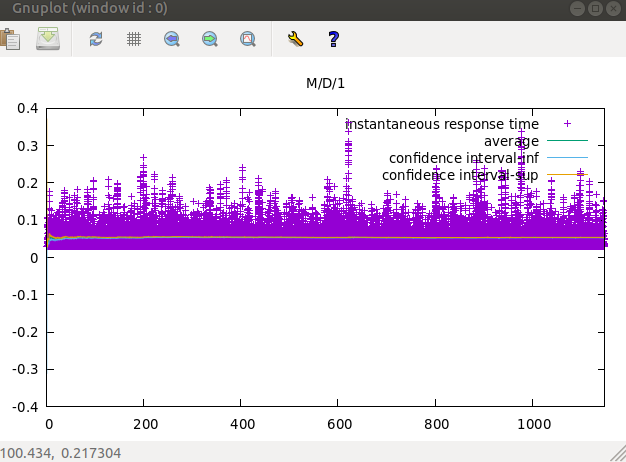 Gnuplot (window id : 0)
?
M/D/1
0.4
0.3
0.2
0.1
0
-0.1
-0.2
-0.3
-0.4
instantaneous response time
average
confidence interval-inf
confidence interval-sup
0 200 400 600 800 1000
100.434, 0.217304